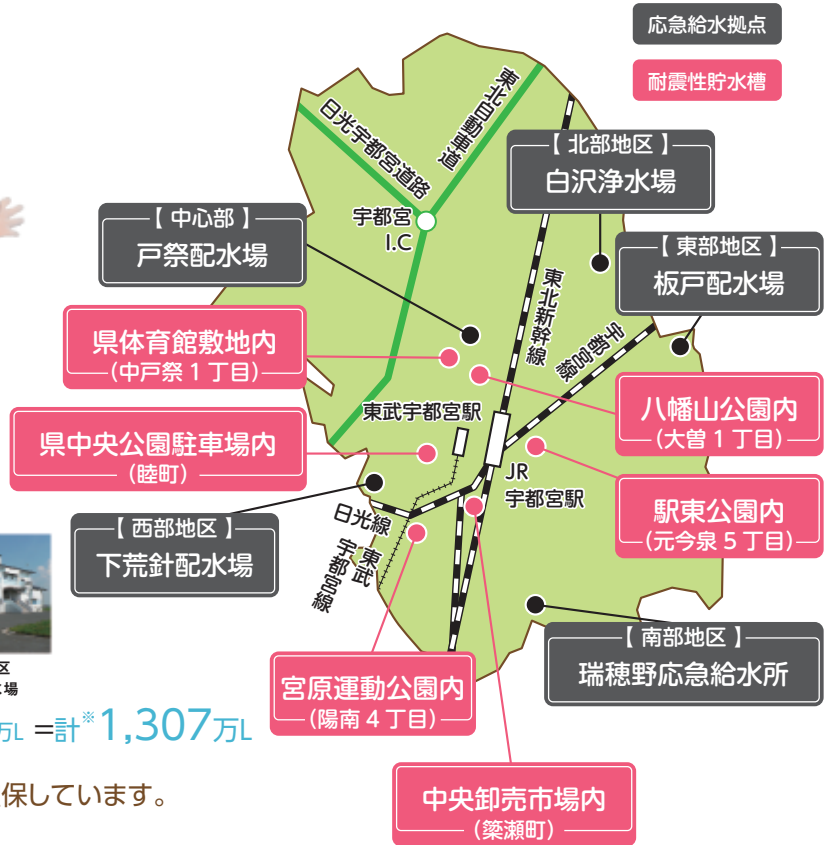 応急給水拠点
耐震性貯水槽
東北自動車道
日光宇都宮道路
【 北部地区 】
白沢浄水場
宇都宮
I.C
【 中心部 】
戸祭配水場
【 東部地区 】
板戸配水場
東北新幹線
宇都宮線
県体育館敷地内
(中戸祭 1 丁目)
東武宇都宮駅
八幡山公園内
(大曽 1 丁目)
県中央公園駐車場内
(睦町)
JR
宇都宮駅
駅東公園内
(元今泉 5 丁目)
日光線
【 西部地区 】
下荒針配水場
東武
宇都宮線
【 南部地区 】
瑞穂野応急給水所
区
場
宮原運動公園内
(陽南 4 丁目)
万L =計※1,307万L
保しています。
中央卸売市場内
(簗瀬町)